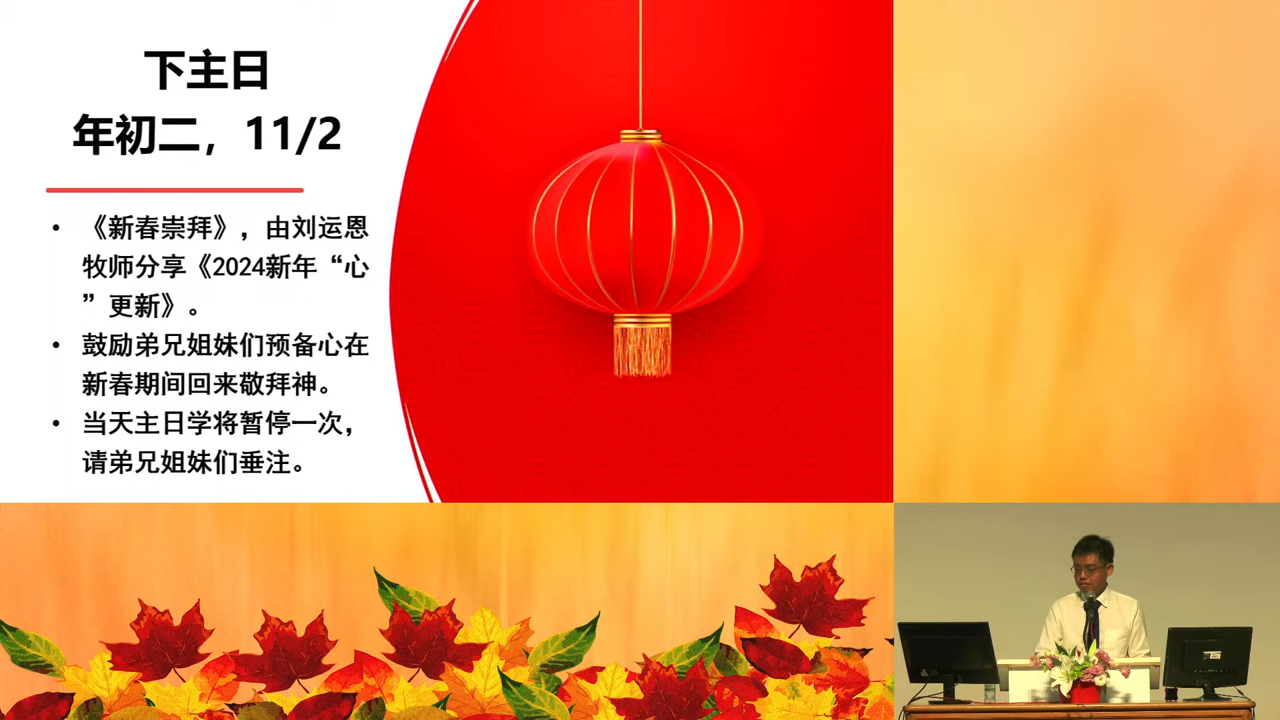 下主日
年初二，11/2
• 《新春崇拜》，由刘运恩
牧师分享《2024新年“心
”更新》。
• 鼓励弟兄姐妹们预备心在
新春期间回来敬拜神。
• 当天主日学将暂停一次，
请弟兄姐妹们垂注。